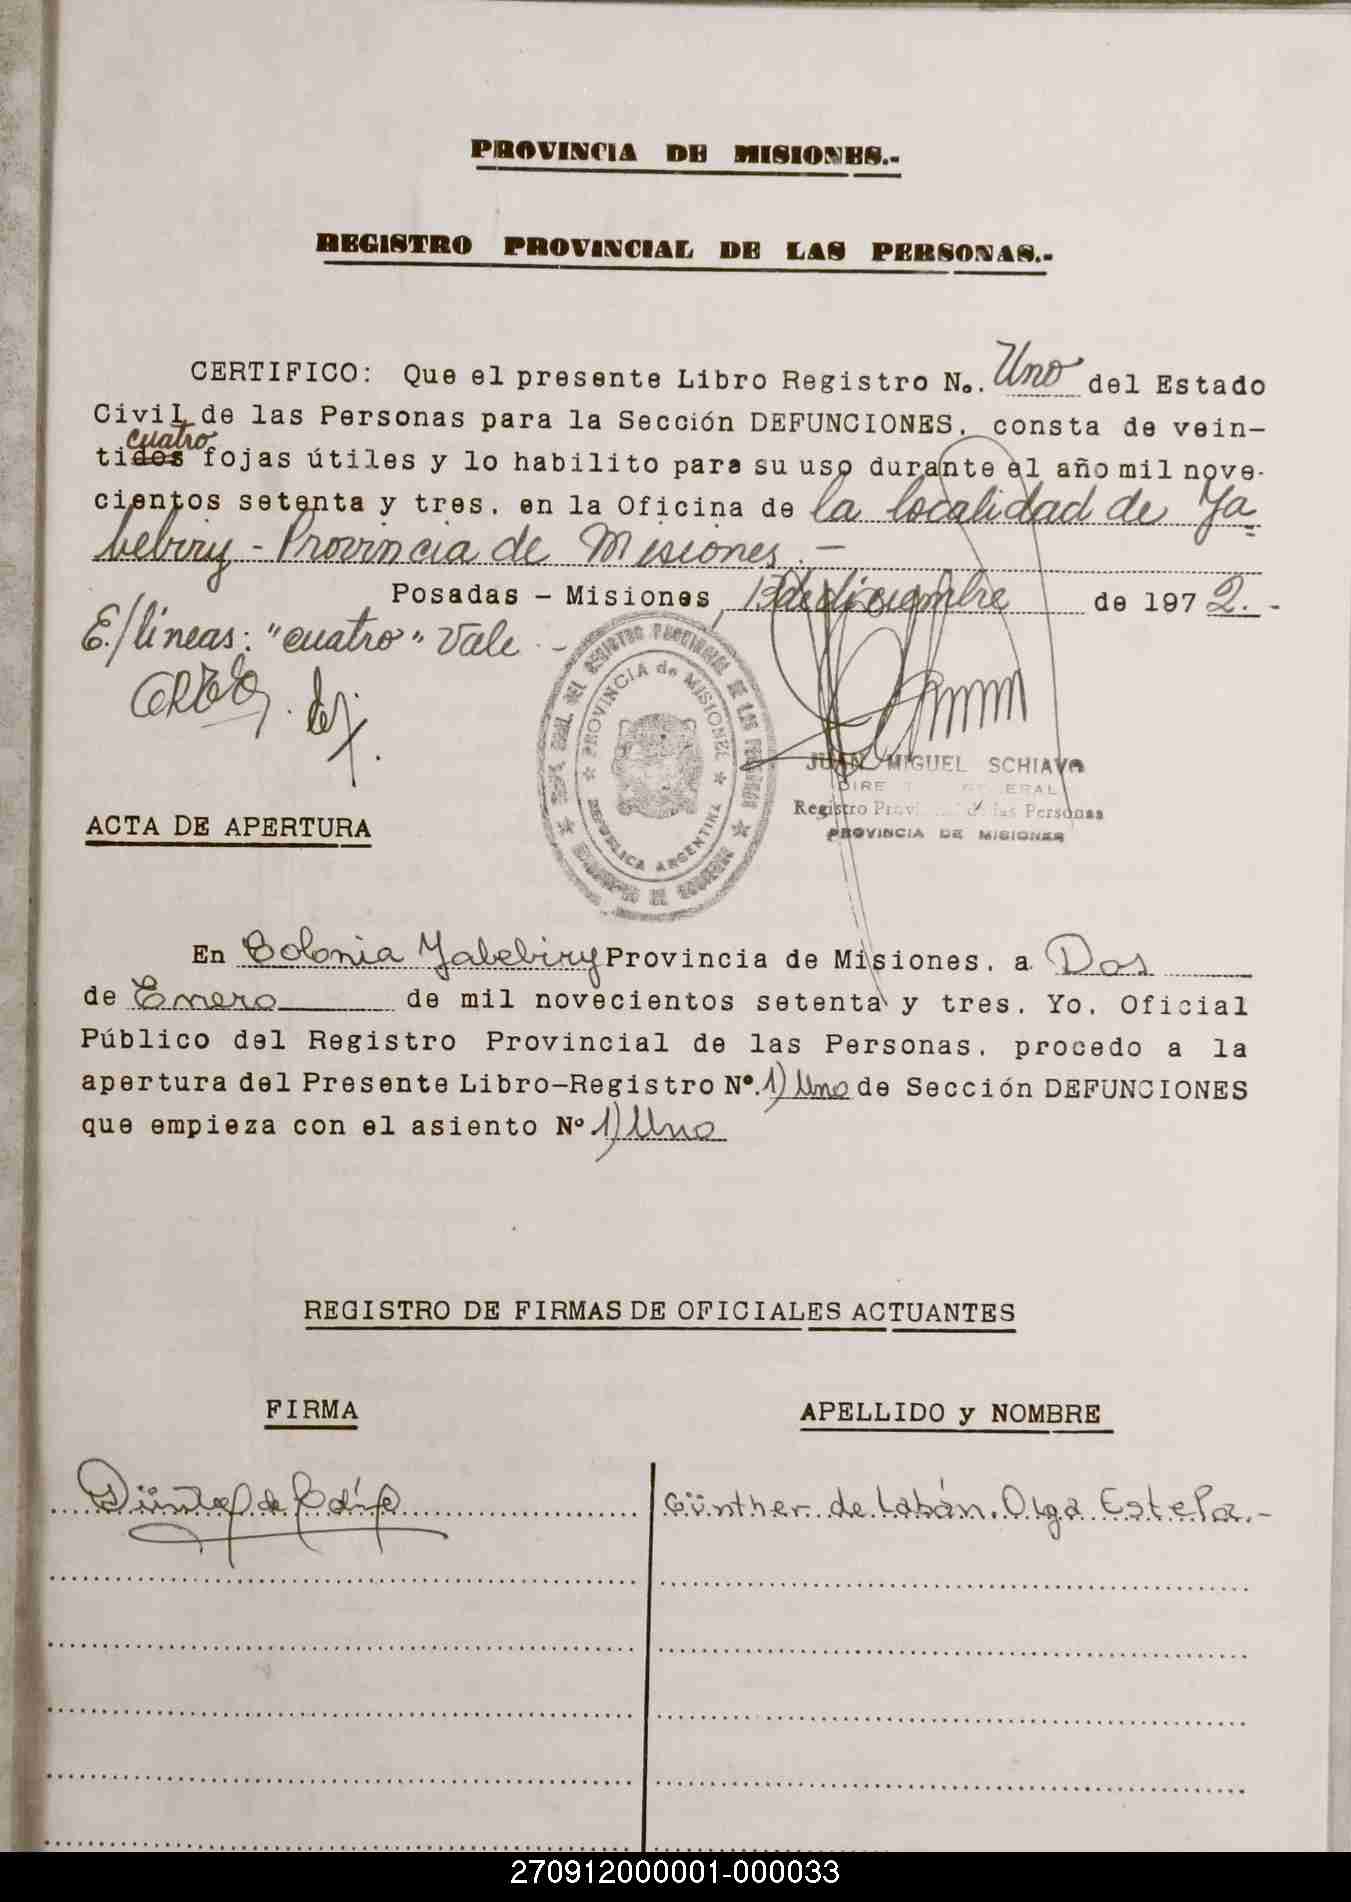 PROVINCIA DE MISIONES.-
REGISTRO PROVINCIAL DE LAS PERSONAS.-
CERTIFICO: Que el presente Libro Registro No. Uno del Estado
Civil de las Personas para la Sección DEFUNCIONES, consta de vein-
cuatro
tidos fojas útiles y lo habilito para su uso durante el año mil nove-
cientos setenta y tres, en la Oficina de la localidad de Ya
bebiry - Provincia de Misiones. -
Posadas - Misiones, 13 de diciembre de 1972.-
E/líneas: "cuatro" Vale.-
PROVINCIA de MISIONES
REPUBLICA ARGENTINA
JUAN MIGUEL SCHIAVO
Registro Provincial de las Personas
PROVINCIA DE MISIONES
ACTA DE APERTURA
En Colonia Yabebiry Provincia de Misiones, a Dos
de Enero de mil novecientos setenta y tres. Yo, Oficial
Público del Registro Provincial de las Personas, procedo a la
apertura del Presente Libro-Registro Nº. 1) Uno de Sección DEFUNCIONES
que empieza con el asiento Nº 1) Uno
REGISTRO DE FIRMAS DE OFICIALES ACTUANTES
FIRMA APELLIDO y NOMBRE
Günther de Labán, Olga Estela.-
270912000001-000033